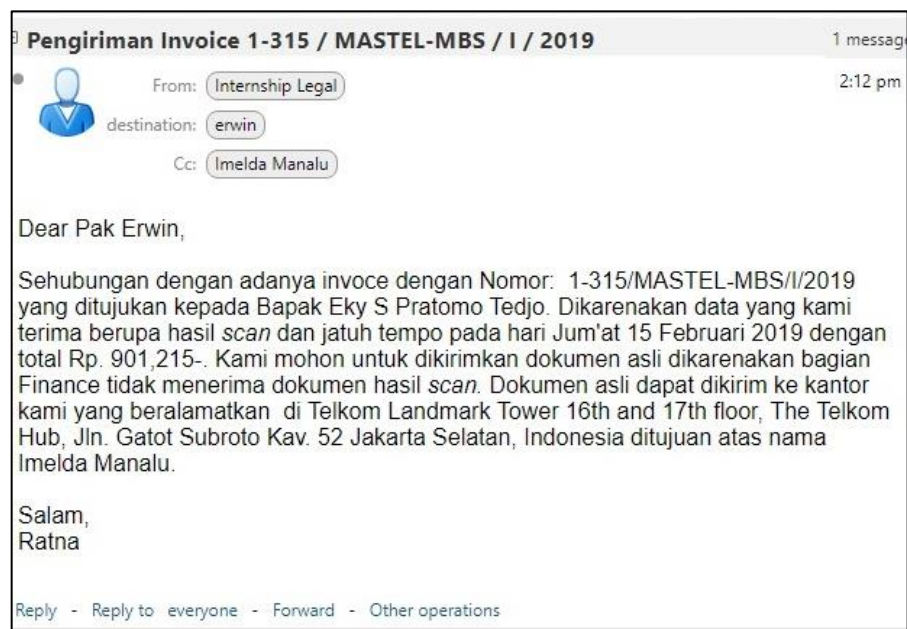 Pengiriman Invoice 1-315 / MASTEL-MBS / I / 2019
1 message
From: Internship Legal
2:12 pm
destination: erwin
Cc: Imelda Manalu
Dear Pak Erwin,
Sehubungan dengan adanya invoce dengan Nomor:  1-315/MASTEL-MBS/I/2019
yang ditujukan kepada Bapak Eky S Pratomo Tedjo. Dikarenakan data yang kami
terima berupa hasil scan dan jatuh tempo pada hari Jum'at 15 Februari 2019 dengan
total Rp. 901,215-. Kami mohon untuk dikirimkan dokumen asli dikarenakan bagian
Finance tidak menerima dokumen hasil scan. Dokumen asli dapat dikirim ke kantor
kami yang beralamatkan  di Telkom Landmark Tower 16th and 17th floor, The Telkom
Hub, Jln. Gatot Subroto Kav. 52 Jakarta Selatan, Indonesia ditujuan atas nama
Imelda Manalu.
Salam,
Ratna
Reply - Reply to everyone - Forward - Other operations